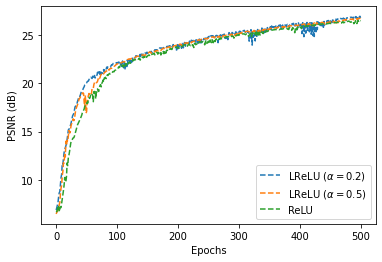 25
20
15
10
PSNR (dB)
0 100 200 300 400 500
Epochs
LReLU (α = 0.2)
LReLU (α = 0.5)
ReLU